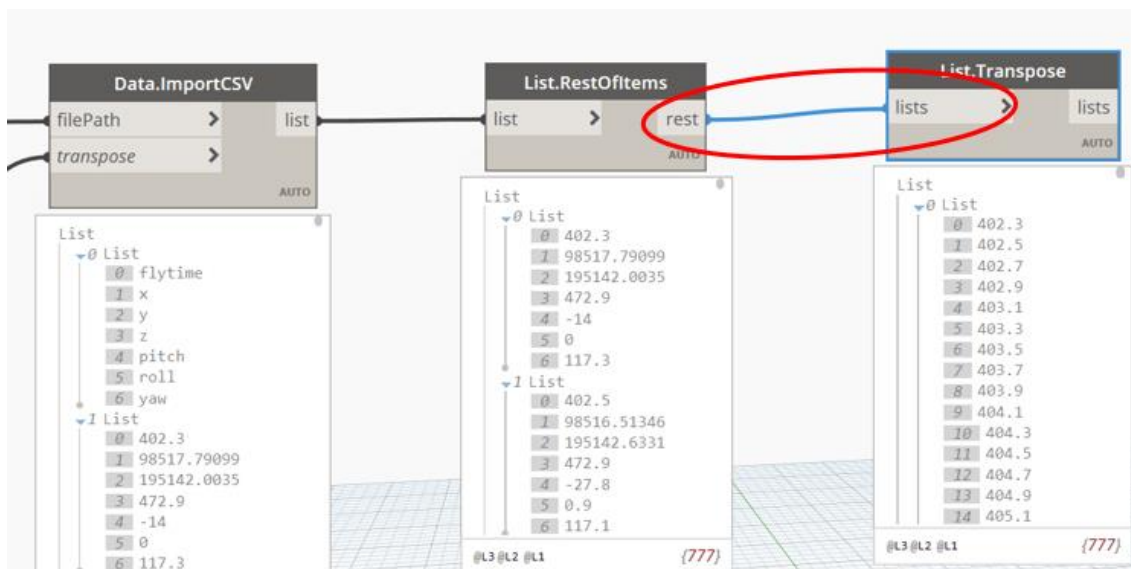 Data.ImportCSV
filePath > list
transpose >
AUTO
List
0 List
0 flytime
1 x
2 y
3 z
4 pitch
5 roll
6 yaw
1 List
0 402.3
1 98517.79099
2 195142.0035
3 472.9
4 -14
5 0
6 117.3
List.RestOfItems
list > rest
AUTO
List
0 List
0 402.3
1 98517.79099
2 195142.0035
3 472.9
4 -14
5 0
6 117.3
1 List
0 402.5
1 98516.51346
2 195142.6331
3 472.9
4 -27.8
5 0.9
6 117.1
@L3 @L2 @L1 {777}
List.Transpose
lists > lists
AUTO
List
0 List
0 402.3
1 402.5
2 402.7
3 402.9
4 403.1
5 403.3
6 403.5
7 403.7
8 403.9
9 404.1
10 404.3
11 404.5
12 404.7
13 404.9
14 405.1
@L3 @L2 @L1 {777}